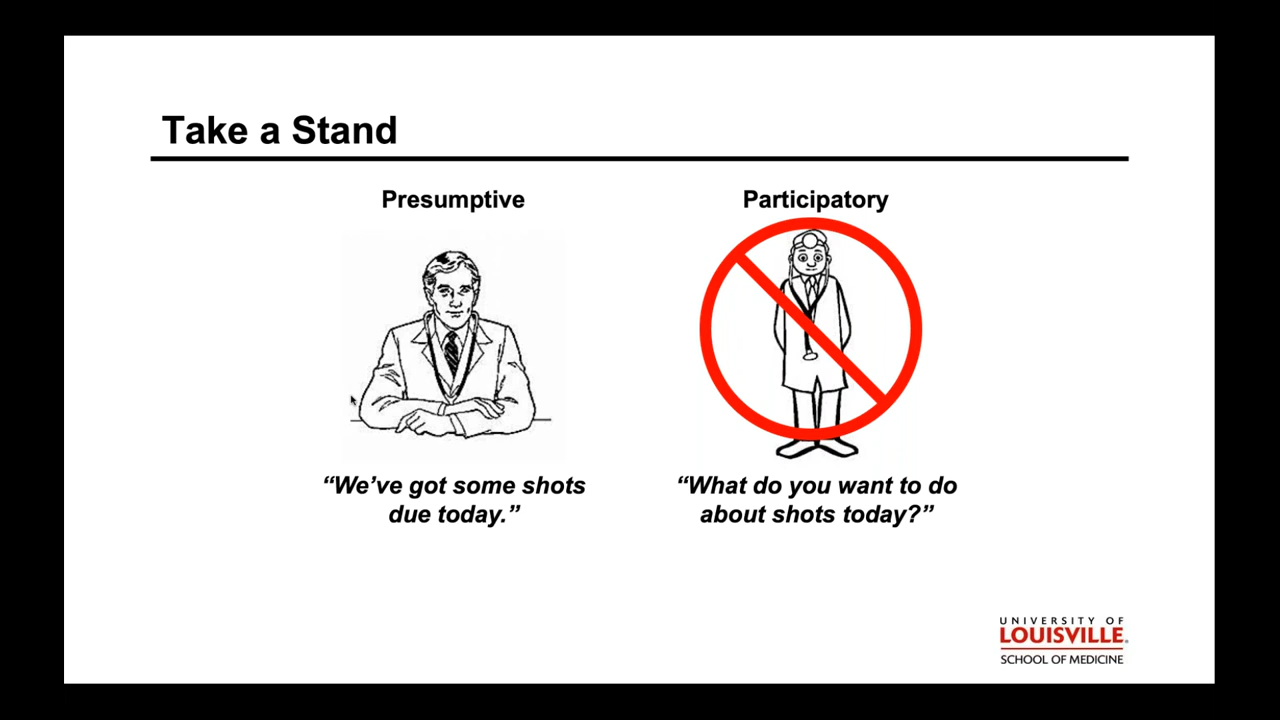 Take a Stand
Presumptive
Participatory
“We’ve got some shots
due today.”
“What do you want to do
about shots today?”
UNIVERSITY OF
LOUISVILLE.
SCHOOL OF MEDICINE